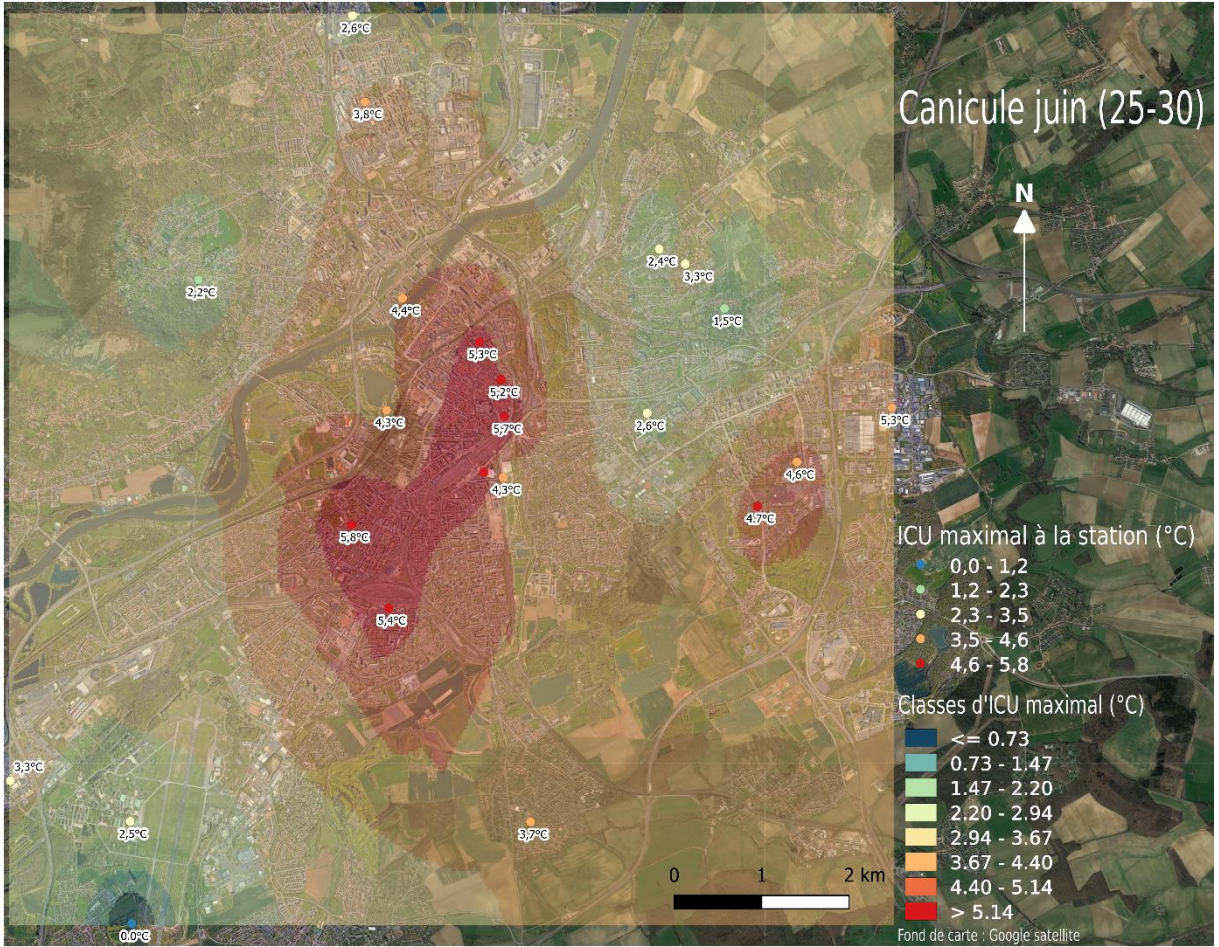 2,6°C
3,8°C
Canicule juin (25-30)
N
2,4°C
3,3°C
2,2°C
1,5°C
4,4°C
5,3°C
5,2°C
5,3°C
4,3°C
5,7°C
2,6°C
4,6°C
4,3°C
4,7°C
5,8°C
5,4°C
3,3°C
2,5°C
3,7°C
0,0°C
0 1 2 km
ICU maximal à la station (°C)
0,0 - 1,2
1,2 - 2,3
2,3 - 3,5
3,5 - 4,6
4,6 - 5,8
Classes d'ICU maximal (°C)
<= 0.73
0.73 - 1.47
1.47 - 2.20
2.20 - 2.94
2.94 - 3.67
3.67 - 4.40
4.40 - 5.14
> 5.14
Fond de carte : Google satellite